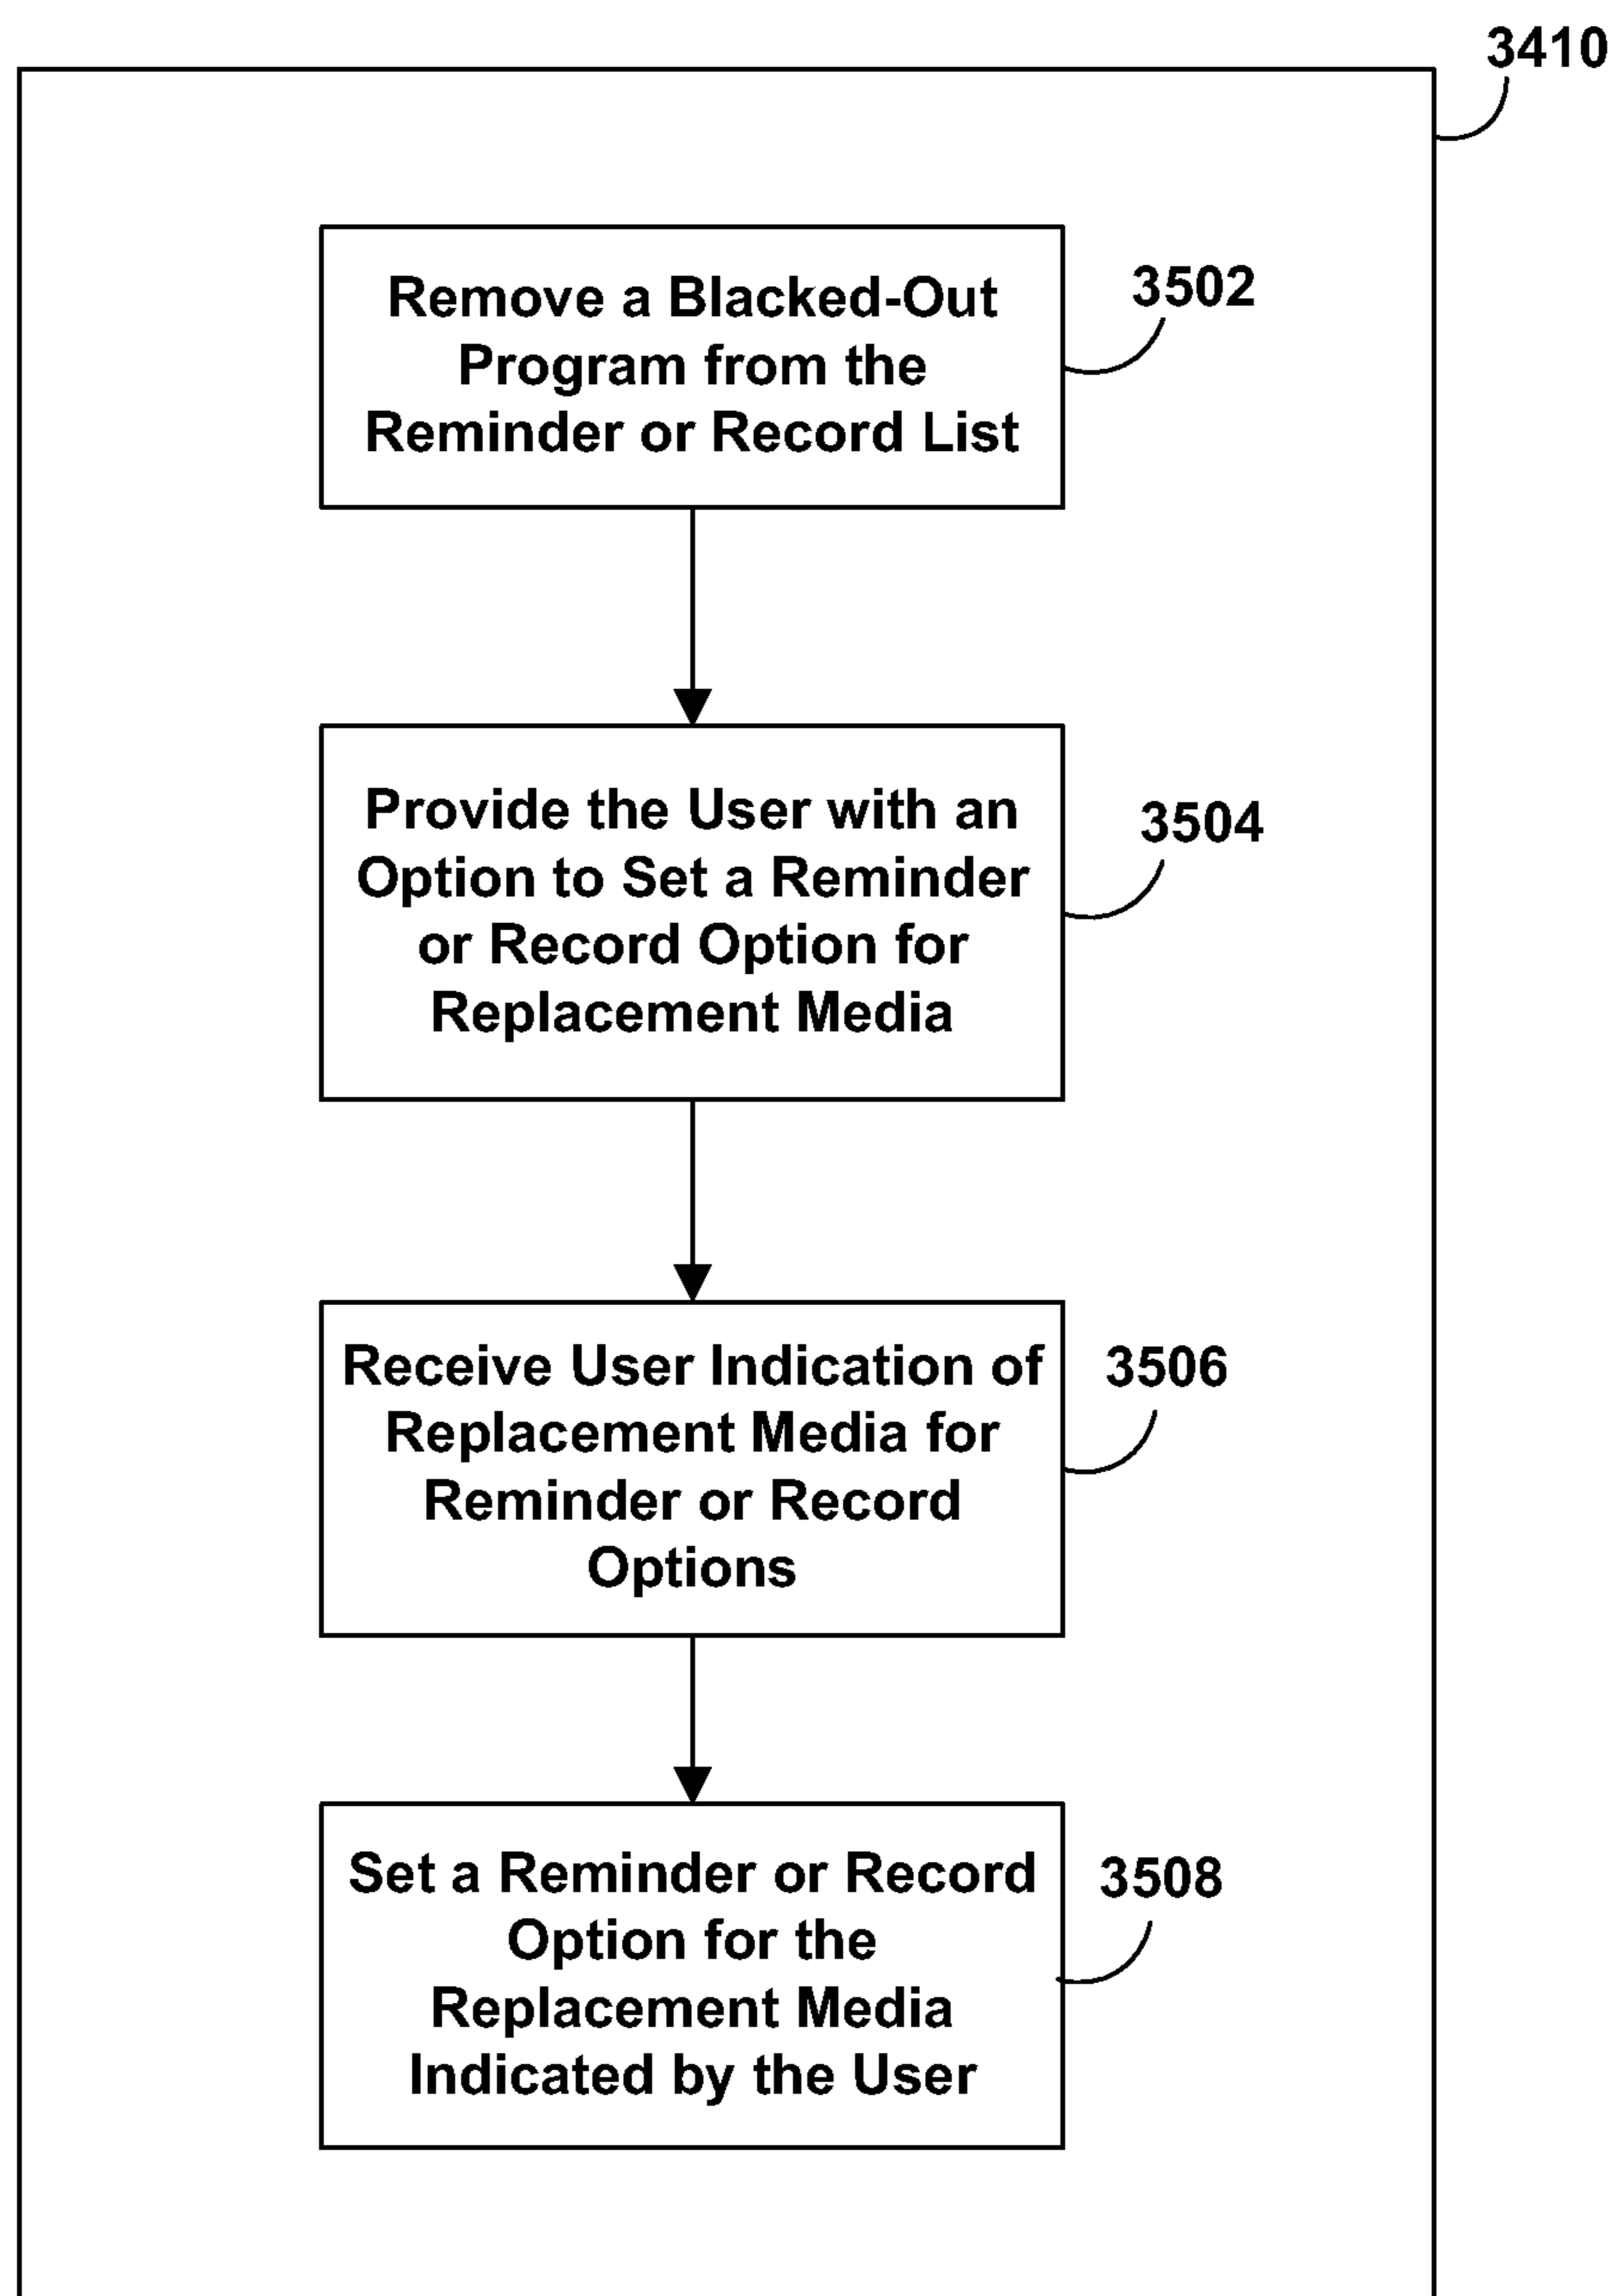 3410
Remove a Blacked-Out
Program from the
Reminder or Record List
3502
Provide the User with an
Option to Set a Reminder
or Record Option for
Replacement Media
3504
Receive User Indication of
Replacement Media for
Reminder or Record
Options
3506
Set a Reminder or Record
Option for the
Replacement Media
Indicated by the User
3508